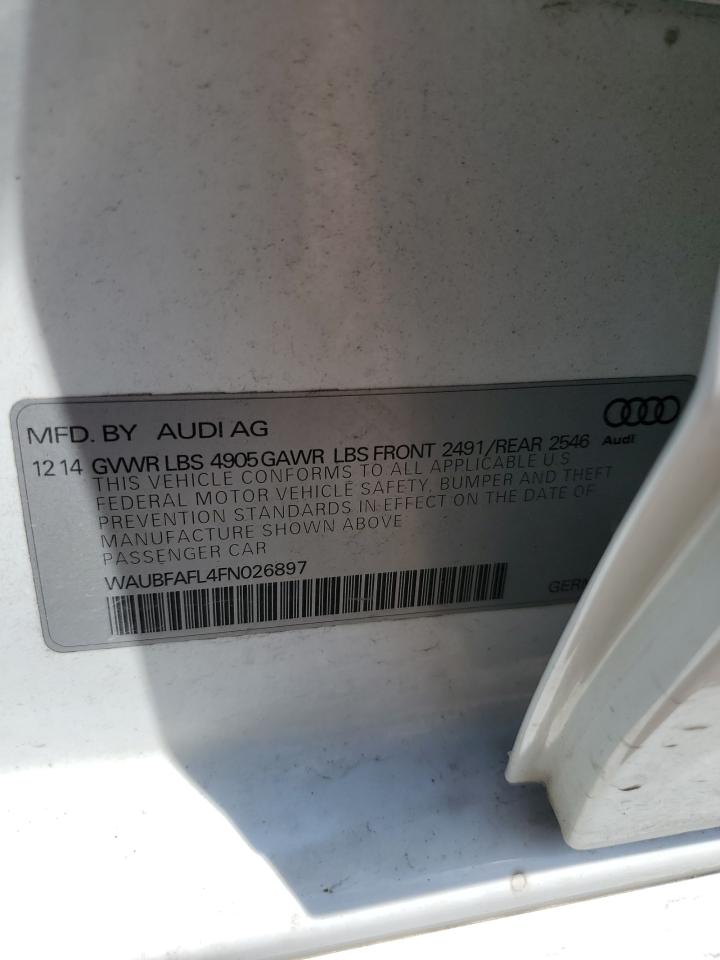 MFD. BY AUDI AG
Audi
12 14 GVWR LBS 4905 GAWR LBS FRONT 2491/REAR 2546
THIS VEHICLE CONFORMS TO ALL APPLICABLE U.S
FEDERAL MOTOR VEHICLE SAFETY, BUMPER AND THEFT
PREVENTION STANDARDS IN EFFECT ON THE DATE OF
MANUFACTURE SHOWN ABOVE
PASSENGER CAR
WAUBFAFL4FN026897